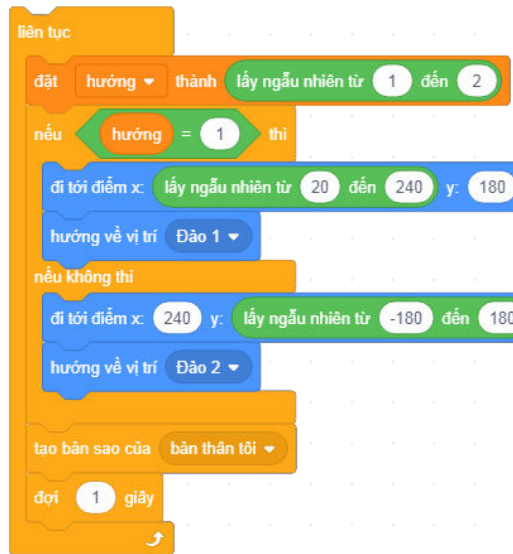 liên tục
đặt hướng thành lấy ngẫu nhiên từ 1 đến 2
nếu hướng = 1 thì
đi tới điểm x: lấy ngẫu nhiên từ 20 đến 240 y: 180
hướng về vị trí Đảo 1
nếu không thì
đi tới điểm x: 240 y: lấy ngẫu nhiên từ -180 đến 180
hướng về vị trí Đảo 2
tạo bản sao của bản thân tôi
đợi 1 giây